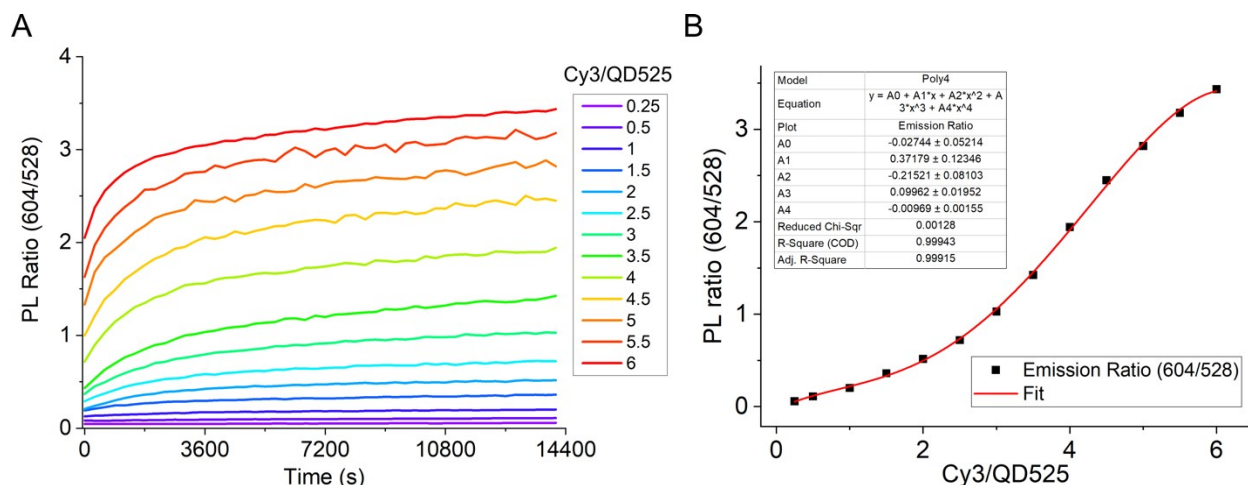 A
PL Ratio (604/528)
4
3
2
1
0
0
3600
7200
10800
14400
Time (s)
Cy3/QD525
0.25
0.5
1
1.5
2
2.5
3
3.5
4
4.5
5
5.5
6
B
PL ratio (604/528)
3
2
1
0
0
2
4
6
Cy3/QD525
Model Poly4
Equation y = A0 + A1*x + A2*x^2 + A
3*x^3 + A4*x^4
Plot Emission Ratio
A0 -0.02744 ± 0.05214
A1 0.37179 ± 0.12346
A2 -0.21521 ± 0.08103
A3 0.09962 ± 0.01952
A4 -0.00969 ± 0.00155
Reduced Chi-Sqr 0.00128
R-Square (COD) 0.99943
Adj. R-Square 0.99915
Emission Ratio (604/528)
Fit